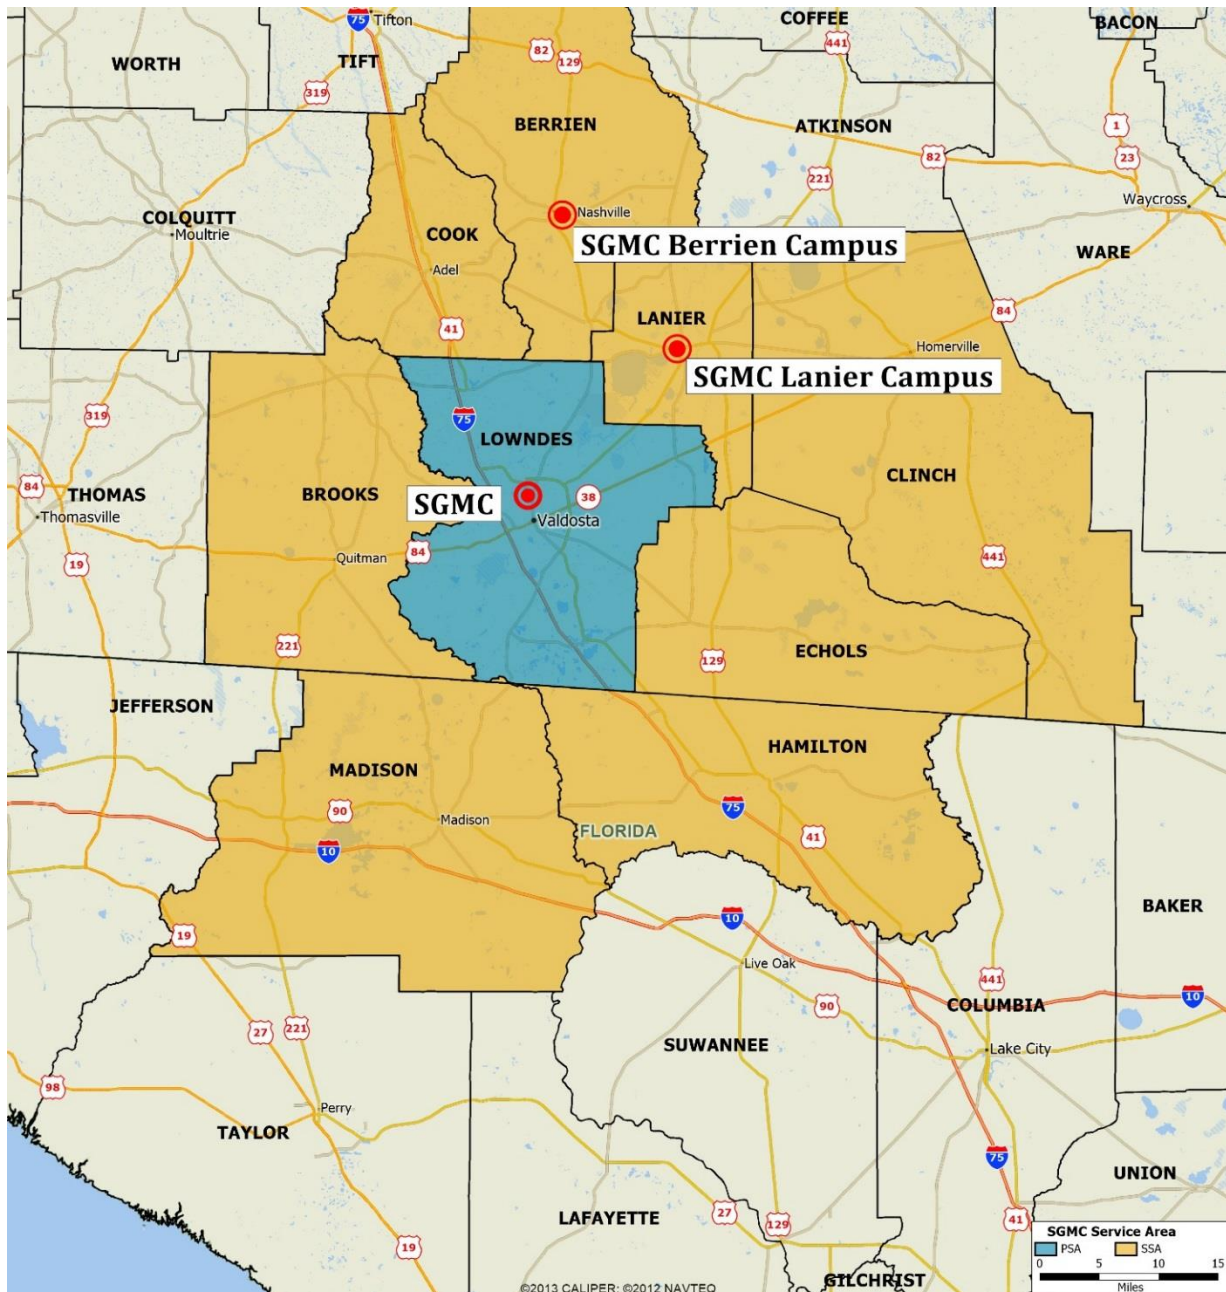 Tifton
COFFEE
BACON
75
441
WORTH
TIFT
82
129
319
BERRIEN
ATKINSON
1
82
23
221
Waycross
COLQUITT
Moultrie
Nashville
COOK
SGMC Berrien Campus
WARE
Adel
LANIER
84
41
Homerville
SGMC Lanier Campus
319
75
LOWNDES
CLINCH
84
THOMAS
BROOKS
SGMC
38
Thomasville
Valdosta
19
Quitman
84
441
221
129
ECHOLS
JEFFERSON
HAMILTON
MADISON
90
Madison
75
FLORIDA
41
10
BAKER
19
10
Live Oak
441
10
90
COLUMBIA
27
221
SUWANNEE
Lake City
98
Perry
TAYLOR
75
UNION
27
LAFAYETTE
129
41
19
SGMC Service Area
PSA
SSA
0 5 10 15
Miles
GILCHRIST
©2013 CALIPER; ©2012 NAVTEQ